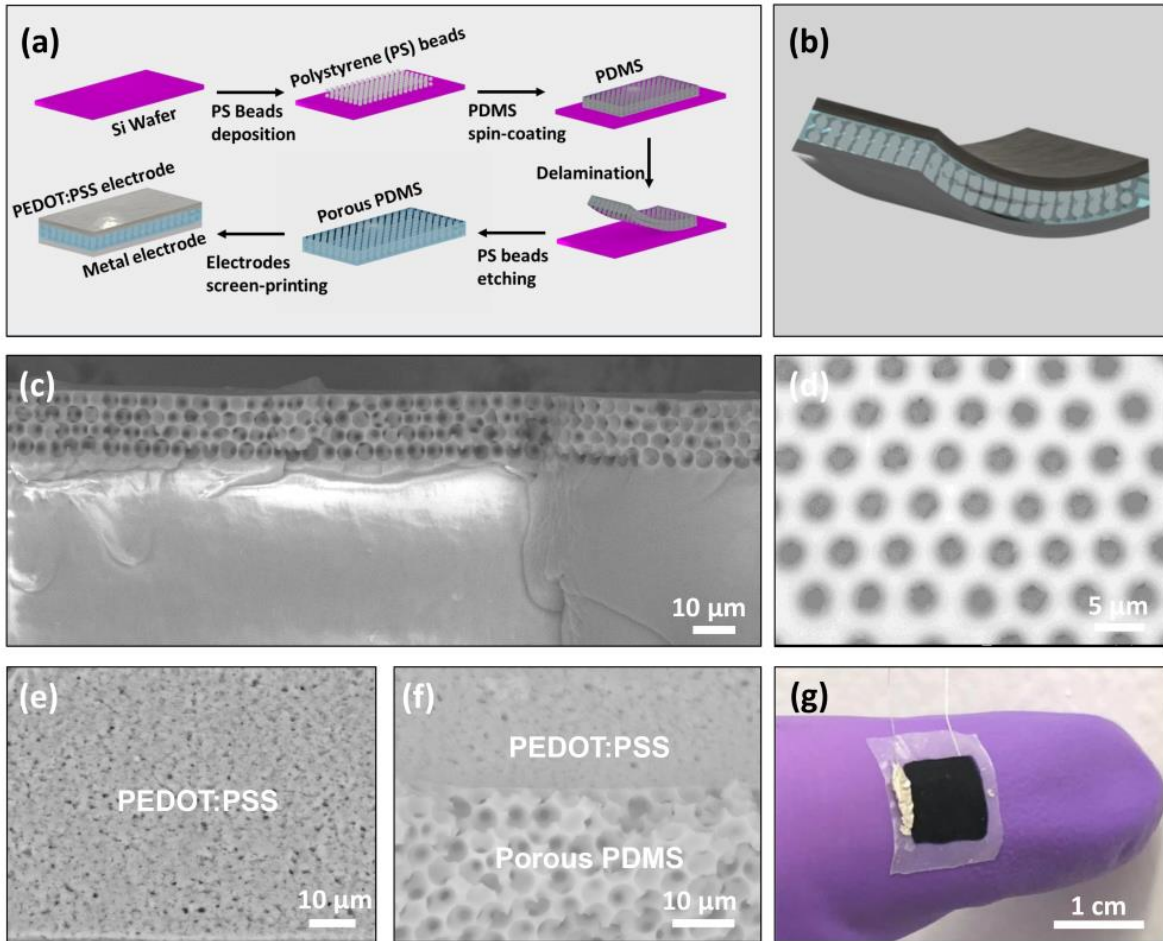 (a)
Polystyrene (PS) beads
PDMS
Si Wafer
PS Beads
deposition
PDMS
spin-coating
Delamination
PEDOT:PSS electrode
Metal electrode
Electrodes
screen-printing
Porous PDMS
PS beads
etching
(b)
(c)
10 µm
(d)
5 µm
(e)
PEDOT:PSS
10 µm
(f)
PEDOT:PSS
Porous PDMS
10 µm
(g)
1 cm